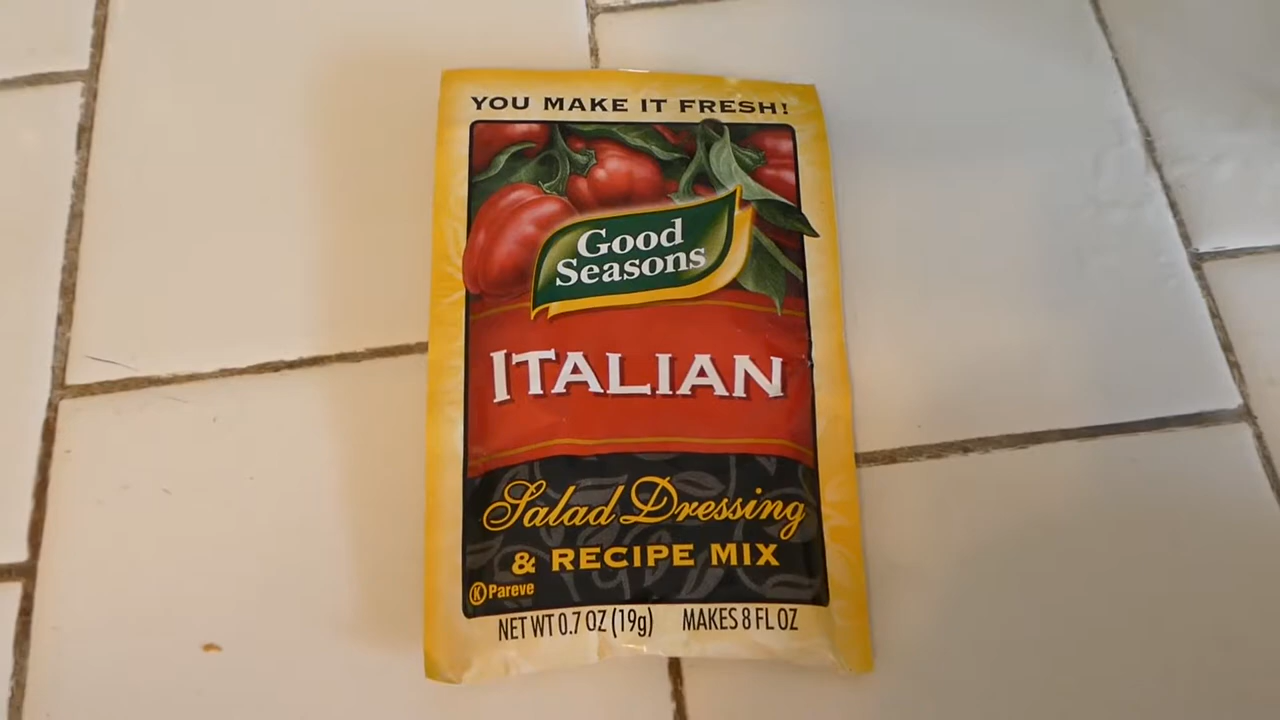 YOU MAKE IT FRESH!
Good
Seasons
ITALIAN
Salad Dressing
& RECIPE MIX
K Pareve
NET WT 0.7 OZ (19g) MAKES 8 FL OZ